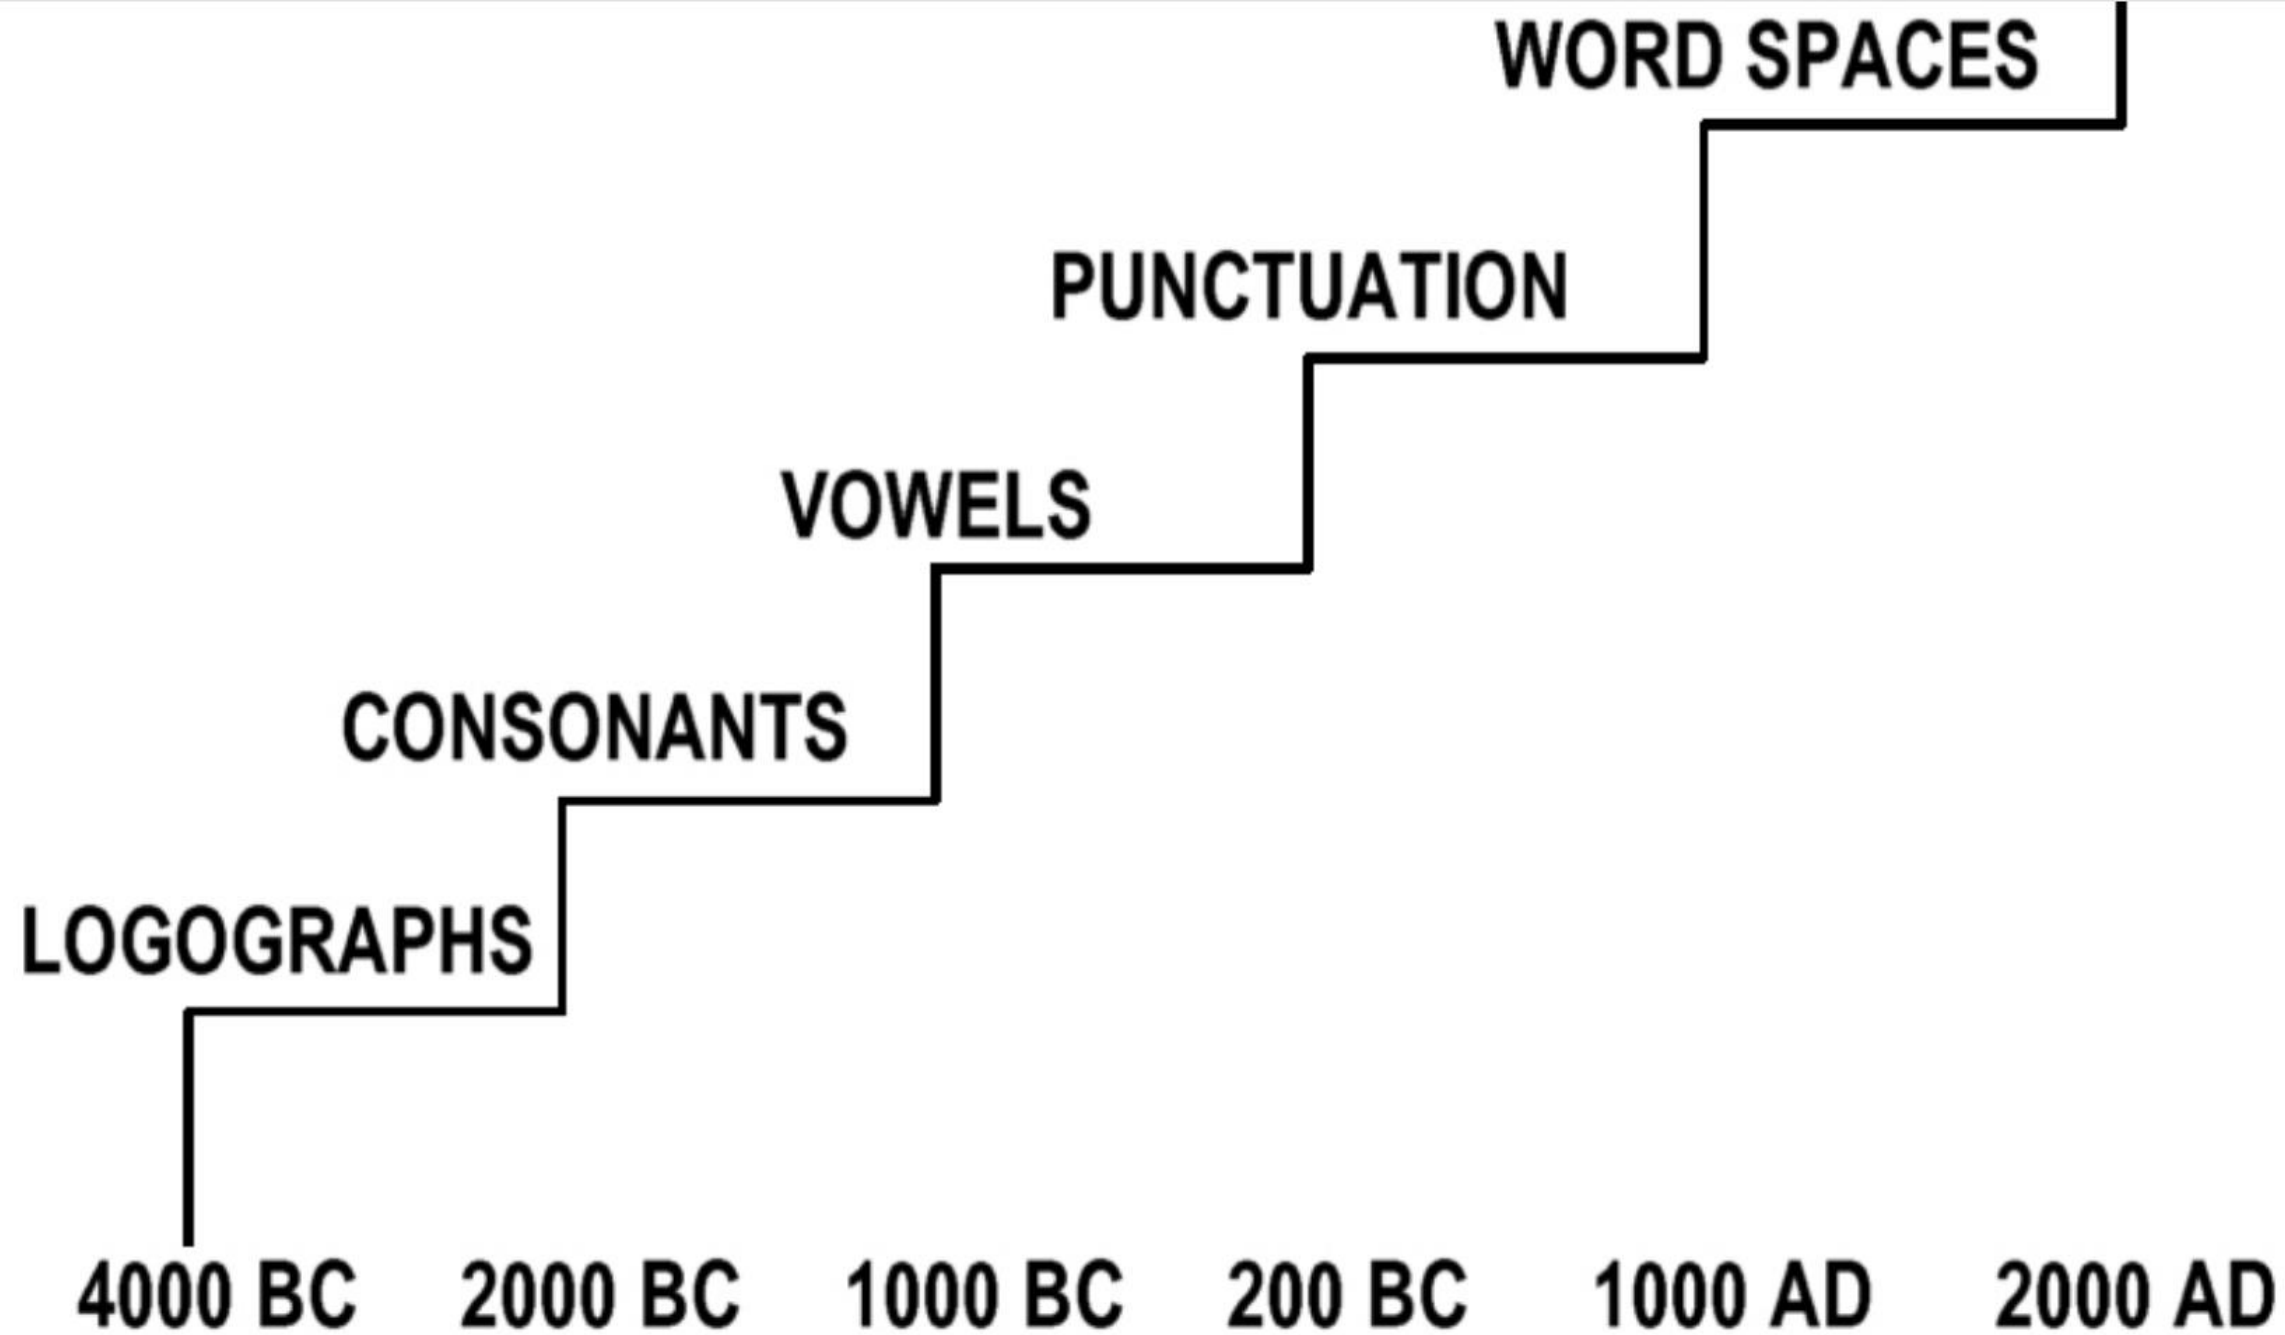 WORD SPACES
PUNCTUATION
VOWELS
CONSONANTS
LOGOGRAPHS
4000 BC 2000 BC 1000 BC 200 BC 1000 AD 2000 AD